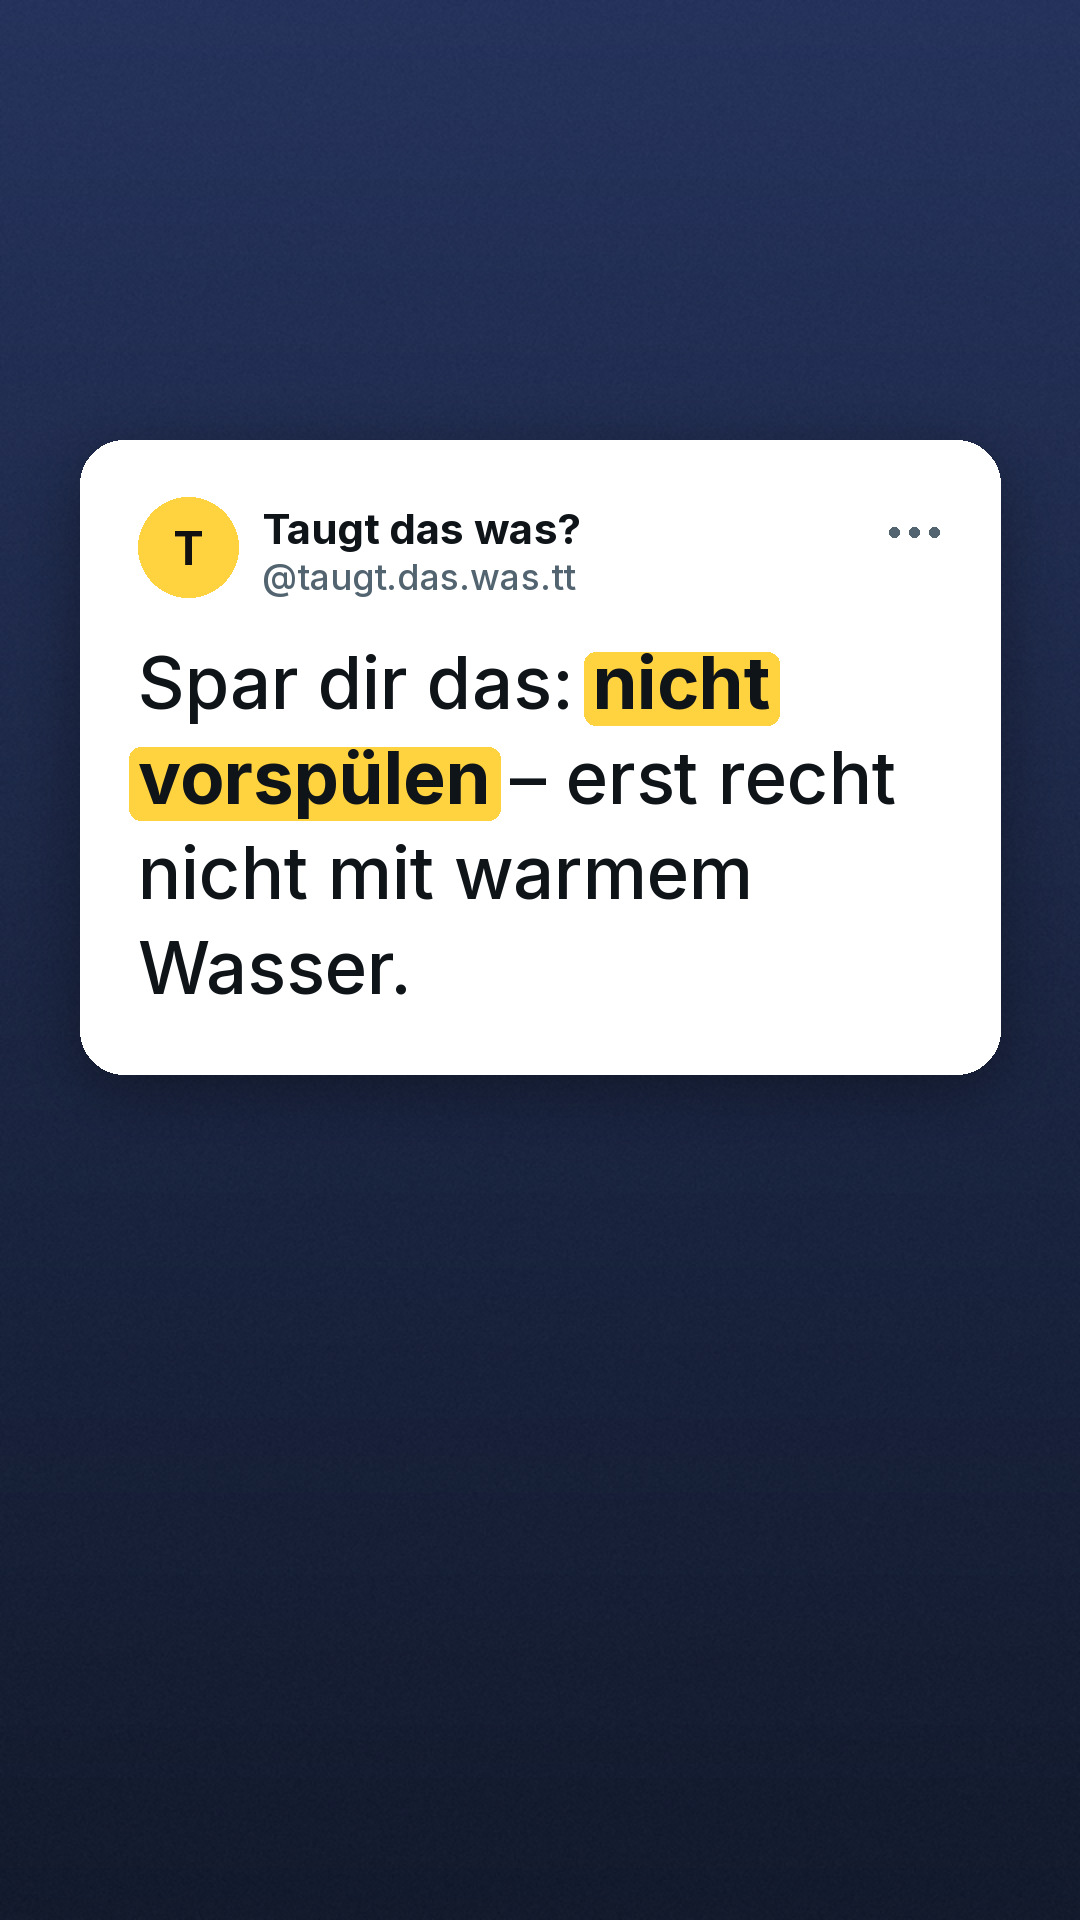 T
Taugt das was?
@taugt.das.was.tt
Spar dir das: nicht
vorspülen – erst recht
nicht mit warmem
Wasser.